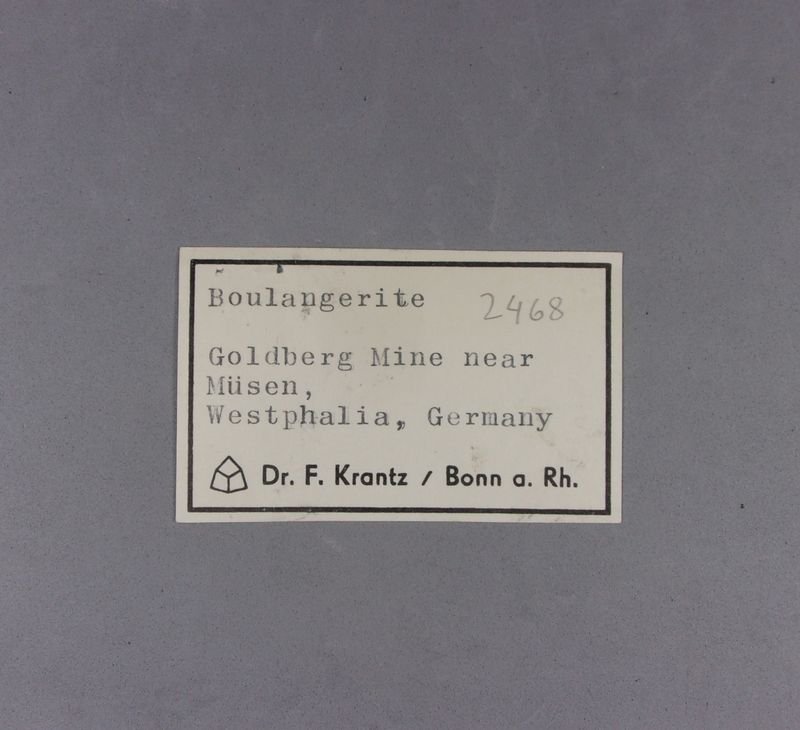 Boulangerite 2468
Goldberg Mine near
Müsen,
Westphalia, Germany
Dr. F. Krantz / Bonn a. Rh.